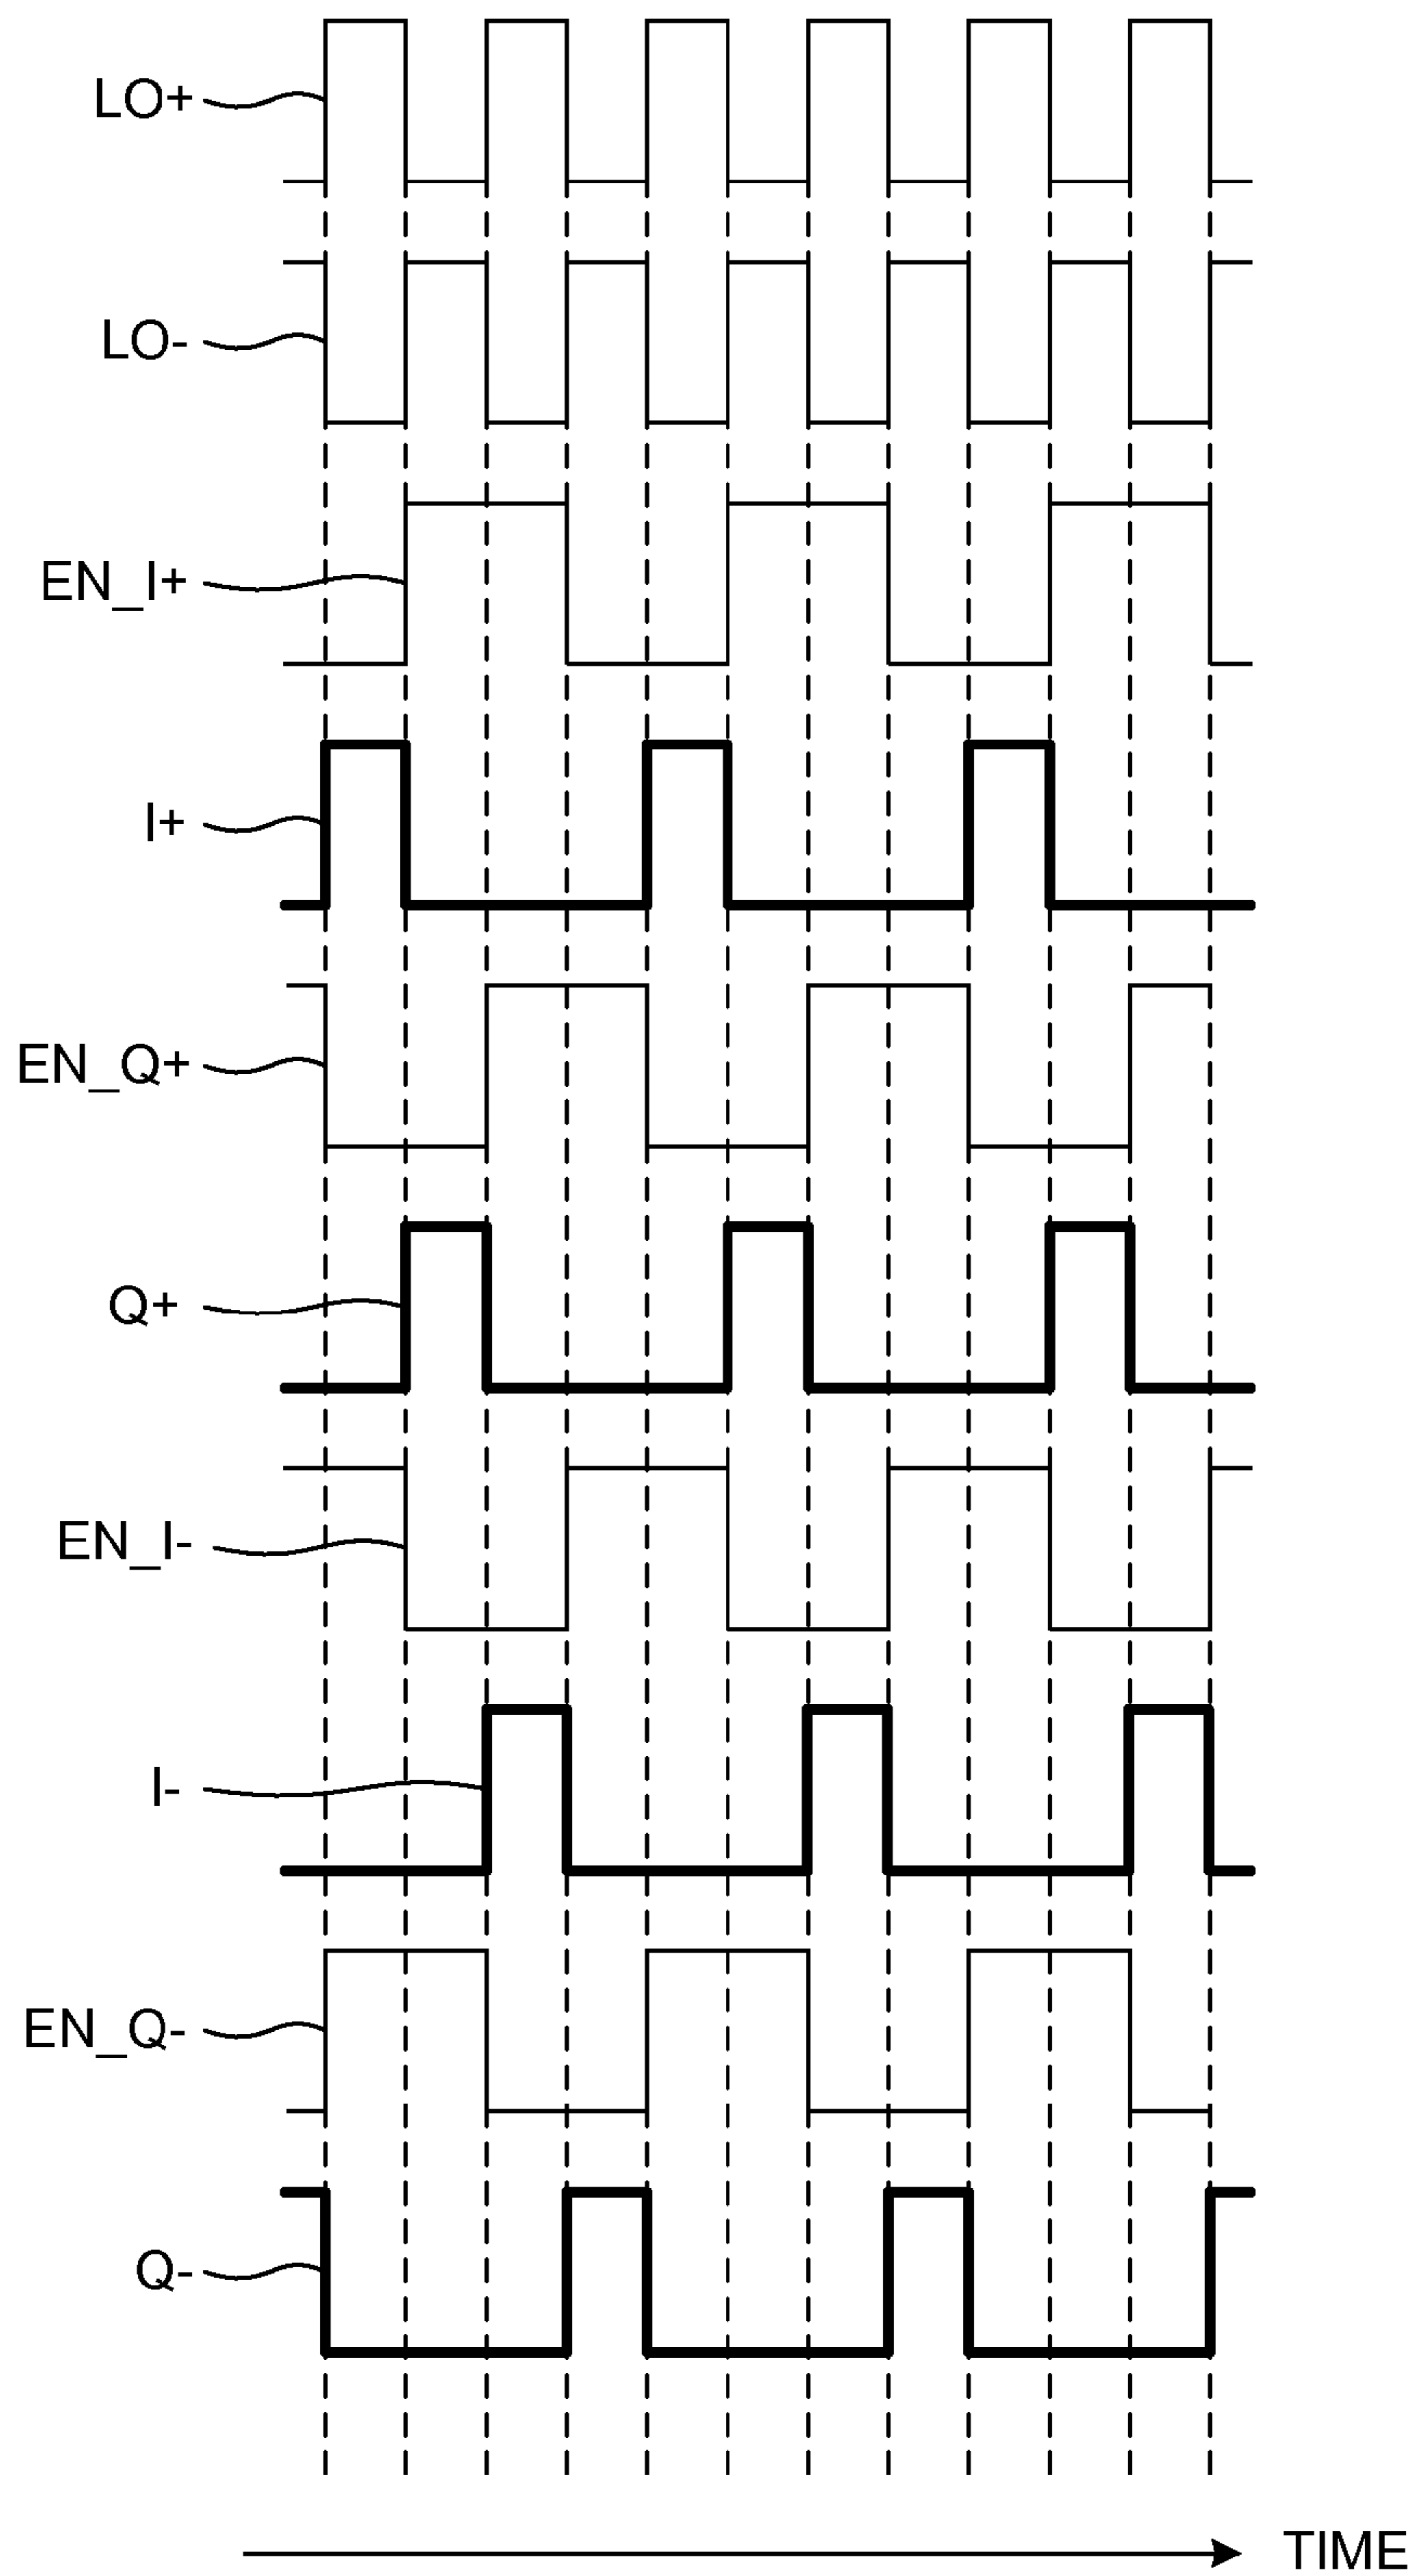 LO+
LO-
EN_I+
I+
EN_Q+
Q+
EN_I-
I-
EN_Q-
Q-
TIME